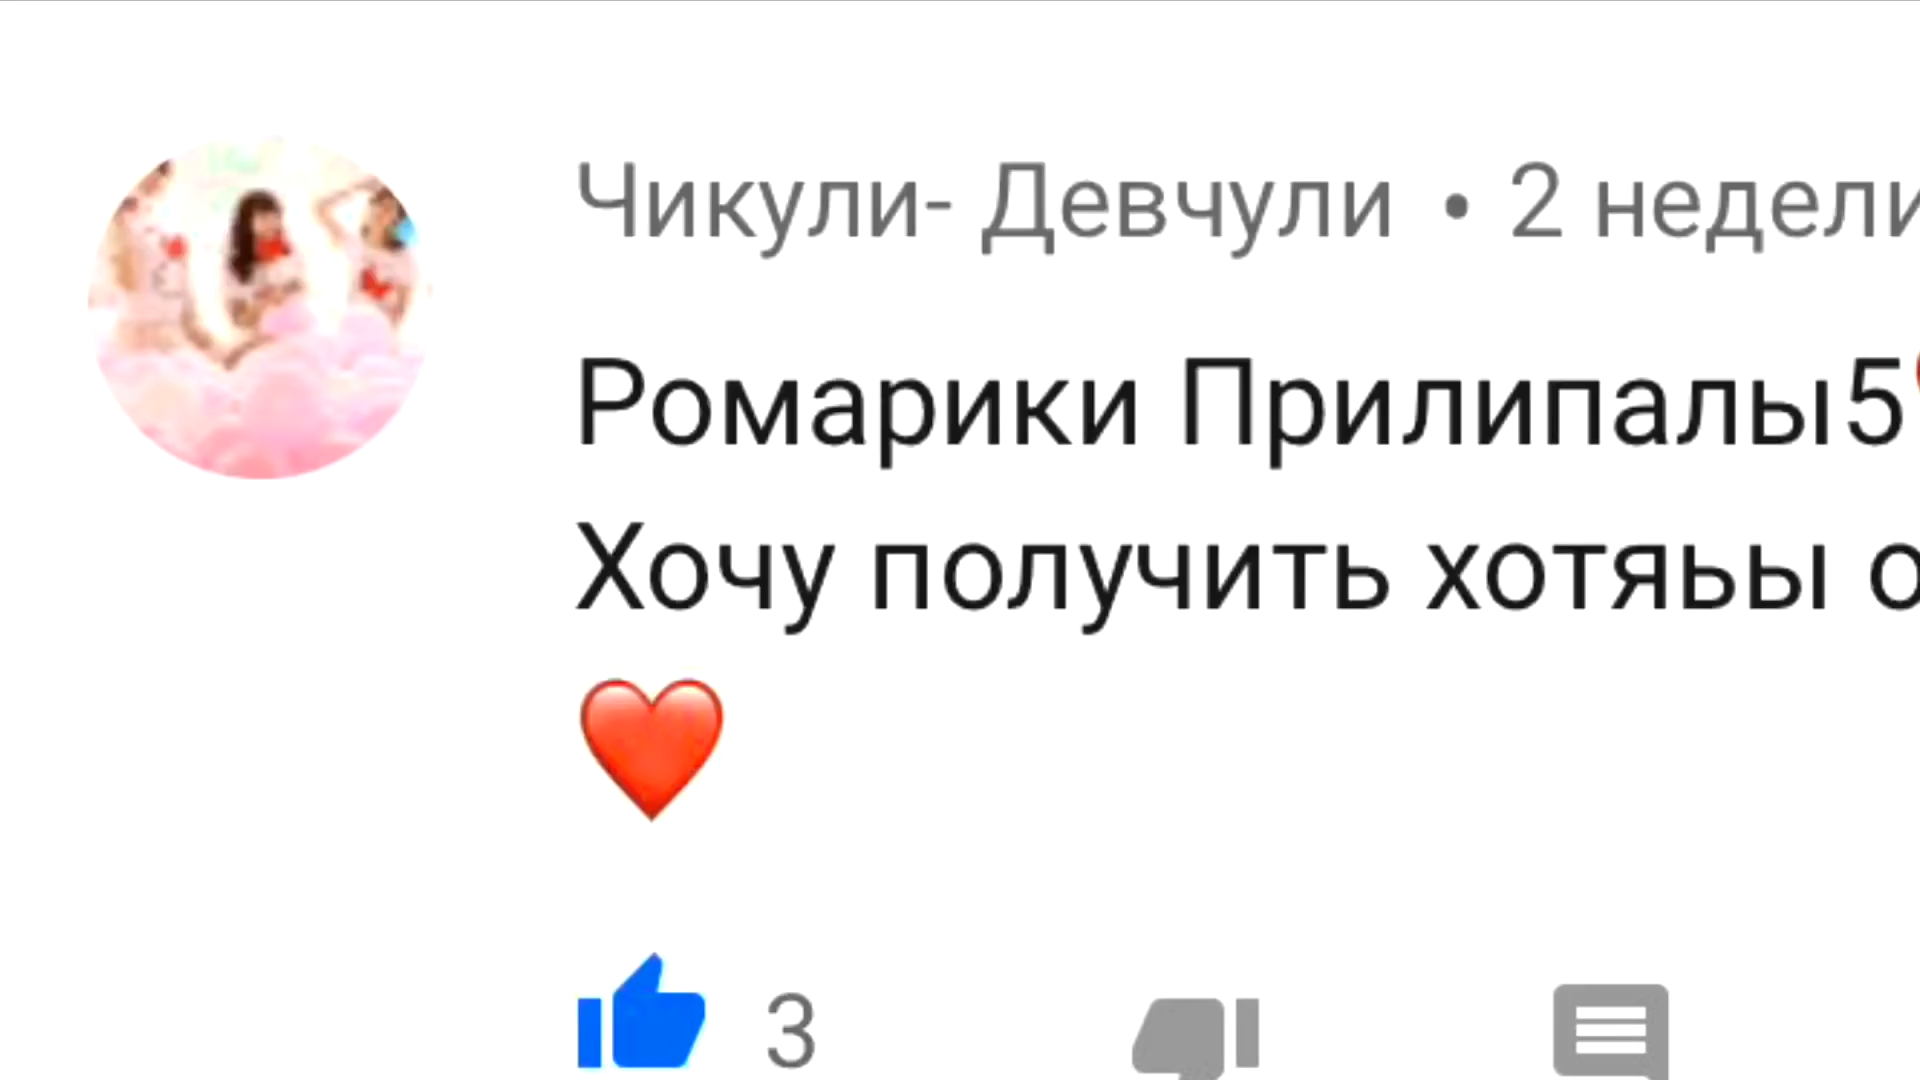 Чикули- Девчули • 2 недели
Ромарики Прилипалы5
Хочу получить хотяьы о
❤️
3